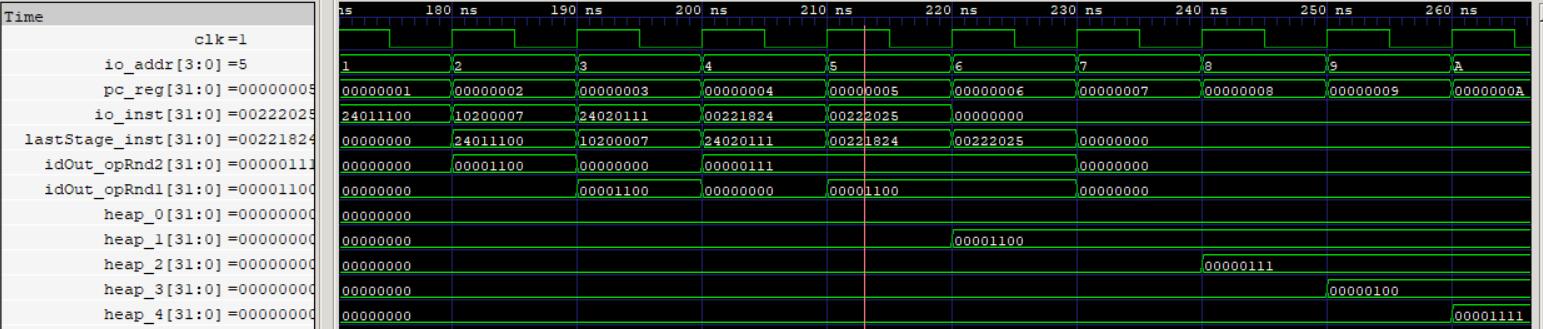 Time
ns 180 ns 190 ns 200 ns 210 ns 220 ns 230 ns 240 ns 250 ns 260 ns
clk=1
io_addr[3:0]=5 1 2 3 4 5 6 7 8 9 A
pc_reg[31:0]=00000005 00000001 00000002 00000003 00000004 00000005 00000006 00000007 00000008 00000009 0000000A
io_inst[31:0]=00222025 24011100 10200007 24020111 00221824 00222025 00000000
lastStage_inst[31:0]=00221824 00000000 24011100 10200007 24020111 00221824 00222025 00000000
idOut_opRnd2[31:0]=00000111 00000000 00001100 00000000 00000111 00000000
idOut_opRnd1[31:0]=00001100 00000000 00001100 00000000 00001100 00000000
heap_0[31:0]=00000000 00000000
heap_1[31:0]=00000000 00000000 00001100
heap_2[31:0]=00000000 00000000 00000111
heap_3[31:0]=00000000 00000000 00000100
heap_4[31:0]=00000000 00000000 00001111